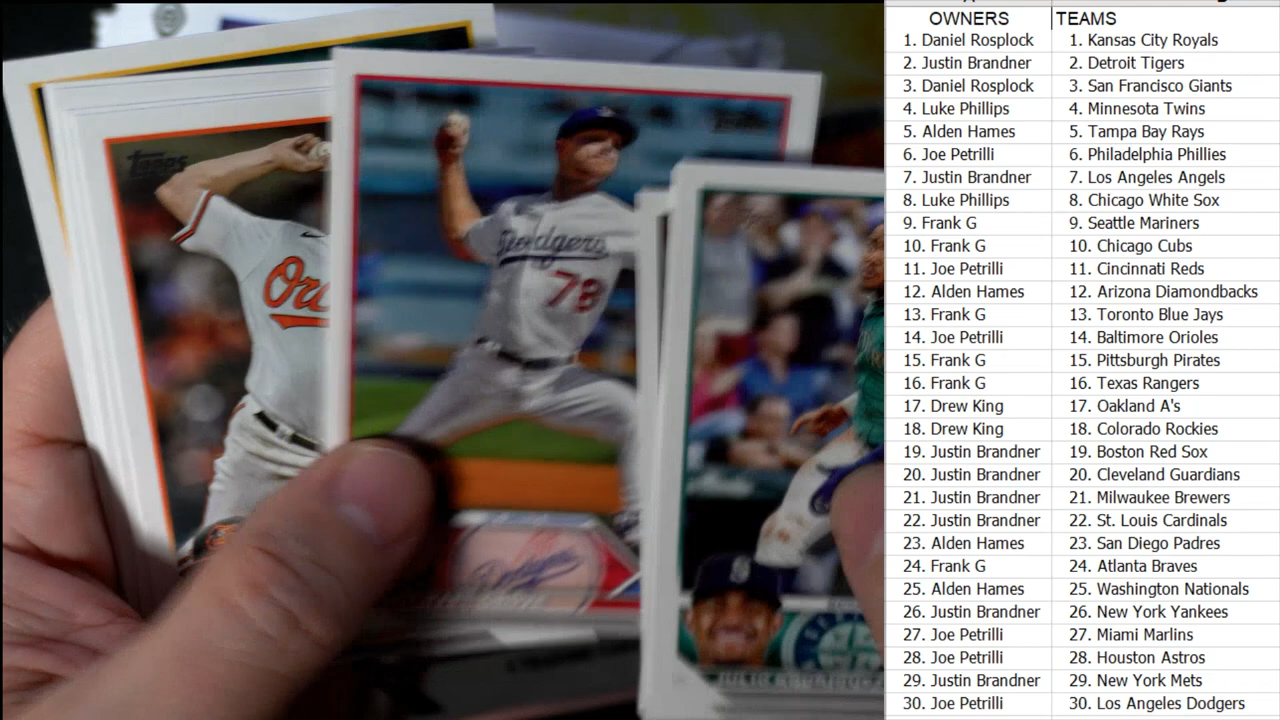 OWNERS TEAMS
1. Daniel Rosplock 1. Kansas City Royals
2. Justin Brandner 2. Detroit Tigers
3. Daniel Rosplock 3. San Francisco Giants
4. Luke Phillips 4. Minnesota Twins
5. Alden Hames 5. Tampa Bay Rays
6. Joe Petrilli 6. Philadelphia Phillies
7. Justin Brandner 7. Los Angeles Angels
8. Luke Phillips 8. Chicago White Sox
9. Frank G 9. Seattle Mariners
10. Frank G 10. Chicago Cubs
11. Joe Petrilli 11. Cincinnati Reds
12. Alden Hames 12. Arizona Diamondbacks
13. Frank G 13. Toronto Blue Jays
14. Joe Petrilli 14. Baltimore Orioles
15. Frank G 15. Pittsburgh Pirates
16. Frank G 16. Texas Rangers
17. Drew King 17. Oakland A's
18. Drew King 18. Colorado Rockies
19. Justin Brandner 19. Boston Red Sox
20. Justin Brandner 20. Cleveland Guardians
21. Justin Brandner 21. Milwaukee Brewers
22. Justin Brandner 22. St. Louis Cardinals
23. Alden Hames 23. San Diego Padres
24. Frank G 24. Atlanta Braves
25. Alden Hames 25. Washington Nationals
26. Justin Brandner 26. New York Yankees
27. Joe Petrilli 27. Miami Marlins
28. Joe Petrilli 28. Houston Astros
29. Justin Brandner 29. New York Mets
30. Joe Petrilli 30. Los Angeles Dodgers
Topps
Dodgers
78
Dodgers
S